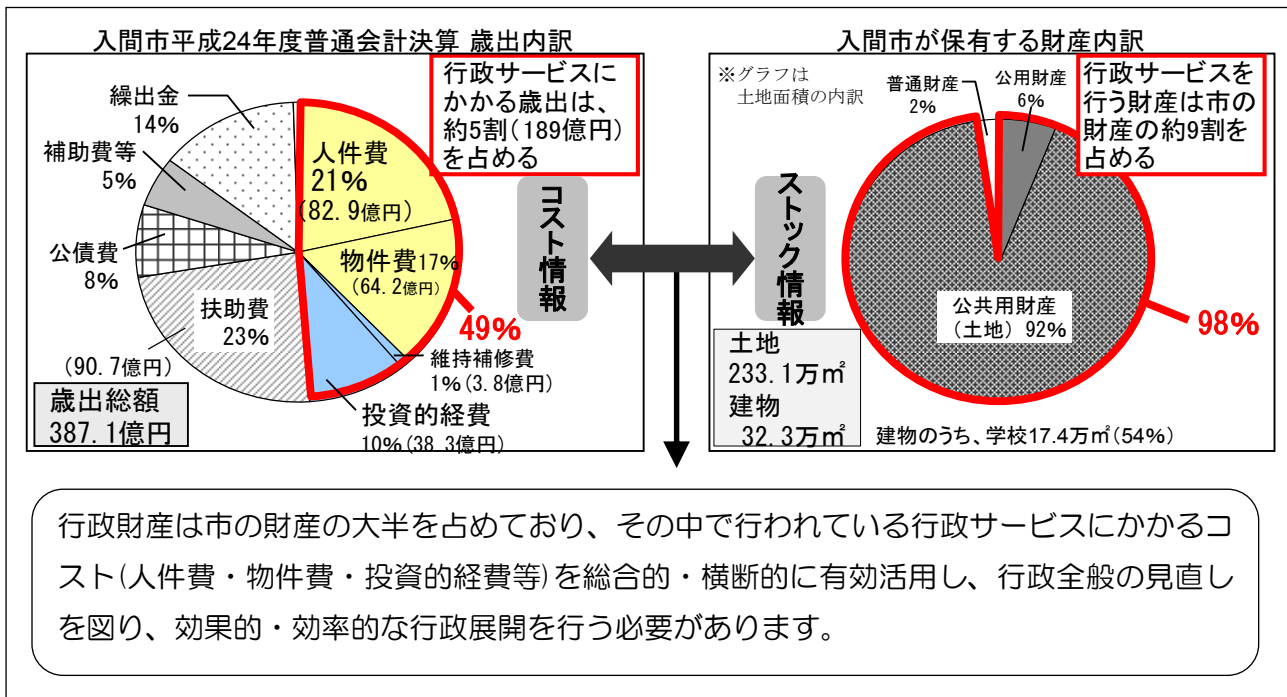 入間市平成24年度普通会計決算 歳出内訳
行政サービスに
かかる歳出は、
約5割(189億円)
を占める
繰出金
14%
補助費等
5%
公債費
8%
扶助費
23%
(90.7億円)
歳出総額
387.1億円
人件費
21%
(82.9億円)
物件費17%
(64.2億円)
49%
維持補修費
1%(3.8億円)
投資的経費
10%(38.3億円)
コスト情報
ストック情報
入間市が保有する財産内訳
※グラフは
土地面積の内訳
普通財産
2%
公用財産
6%
行政サービスを
行う財産は市の
財産の約9割を
占める
公共用財産
(土地) 92%
98%
土地
233.1万㎡
建物
32.3万㎡
建物のうち、学校17.4万㎡(54%)
行政財産は市の財産の大半を占めており、その中で行われている行政サービスにかかるコ
スト(人件費・物件費・投資的経費等)を総合的・横断的に有効活用し、行政全般の見直し
を図り、効果的・効率的な行政展開を行う必要があります。